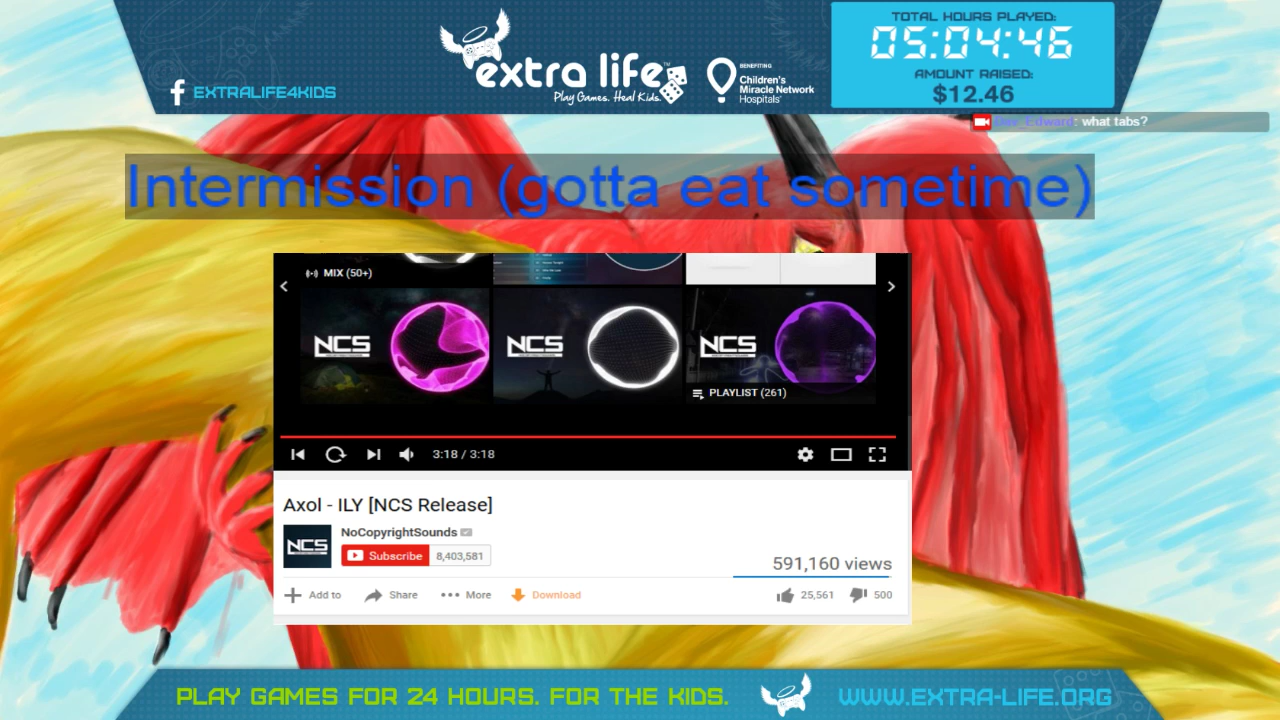 TOTAL HOURS PLAYED:
05:04:46
AMOUNT RAISED:
$12.46
extra life™
Play Games. Heal Kids.
BENEFITING
Children's
Miracle Network
Hospitals
EXTRALIFE4KIDS
Edward: what tabs?
Intermission (gotta eat sometime)
MIX (50+)
NCS
NCS
NCS
PLAYLIST (261)
3:18 / 3:18
Axol - ILY [NCS Release]
NCS
NoCopyrightSounds
Subscribe 8,403,581
591,160 views
Add to Share More Download 25,561 500
PLAY GAMES FOR 24 HOURS. FOR THE KIDS. WWW.EXTRA-LIFE.ORG